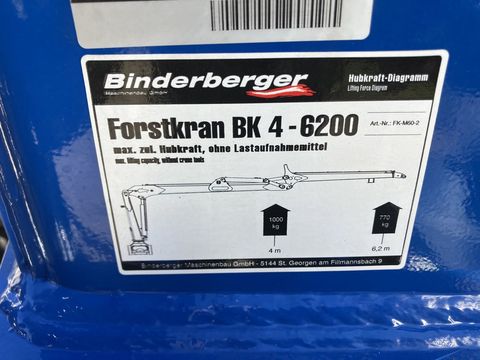 Binderberger
Maschinenbau GmbH
Hubkraft-Diagramm
Lifting Force Diagram
Forstkran BK 4 - 6200
Art.-Nr.: FK-M60-2
max. zul. Hubkraft, ohne Lastaufnahmemittel
max. lifting capacity, without crane tools
1000
kg
770
kg
4 m
6,2 m
Binderberger Maschinenbau GmbH - 5144 St. Georgen am Fillmannsbach 9